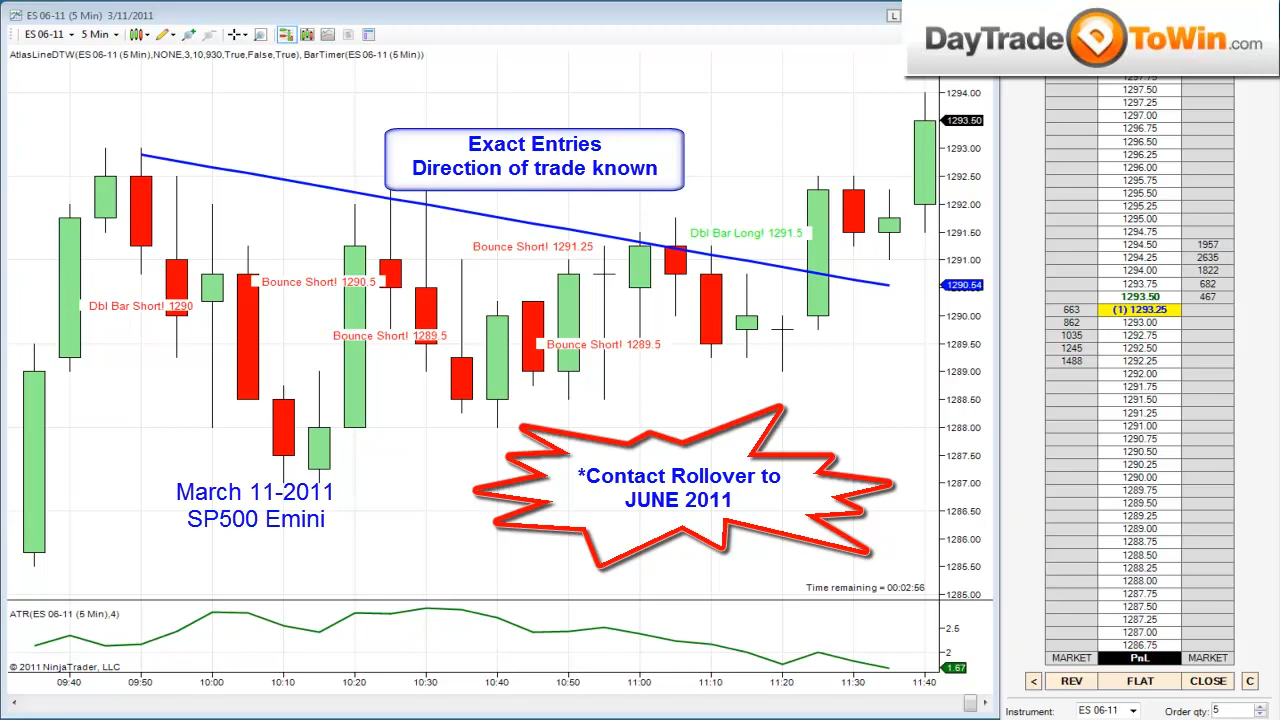 ES 06-11 (5 Min) 3/11/2011
L
DayTradeToWin.com
ES 06-11 5 Min
AtlasLineDTW(ES 06-11 (5 Min),NONE,3,10,930,True,False,True), BarTimer(ES 06-11 (5 Min))
Exact Entries
Direction of trade known
Dbl Bar Long! 1291.5
Bounce Short! 1291.25
Bounce Short! 1290.5
Dbl Bar Short! 1290
Bounce Short! 1289.5
Bounce Short! 1289.5
*Contact Rollover to
JUNE 2011
March 11-2011
SP500 Emini
Time remaining = 00:02:56
1294.00
1293.50
1293.00
1292.50
1292.00
1291.50
1291.00
1290.54
1290.00
1289.50
1289.00
1288.50
1288.00
1287.50
1287.00
1286.50
1286.00
1285.50
1285.00
ATR(ES 06-11 (5 Min),4)
2.5
2
1.67
© 2011 NinjaTrader, LLC
09:40 09:50 10:00 10:10 10:20 10:30 10:40 10:50 11:00 11:10 11:20 11:30 11:40
1297.50
1297.25
1297.00
1296.75
1296.50
1296.25
1296.00
1295.75
1295.50
1295.25
1295.00
1294.75
1294.50 1957
1294.25 2635
1294.00 1822
1293.75 682
1293.50 467
663 (1) 1293.25
862 1293.00
1035 1292.75
1245 1292.50
1488 1292.25
1292.00
1291.75
1291.50
1291.25
1291.00
1290.75
1290.50
1290.25
1290.00
1289.75
1289.50
1289.25
1289.00
1288.75
1288.50
1288.25
1288.00
1287.75
1287.50
1287.25
1287.00
1286.75
MARKET PnL MARKET
< REV FLAT CLOSE C
Instrument: ES 06-11 Order qty: 5